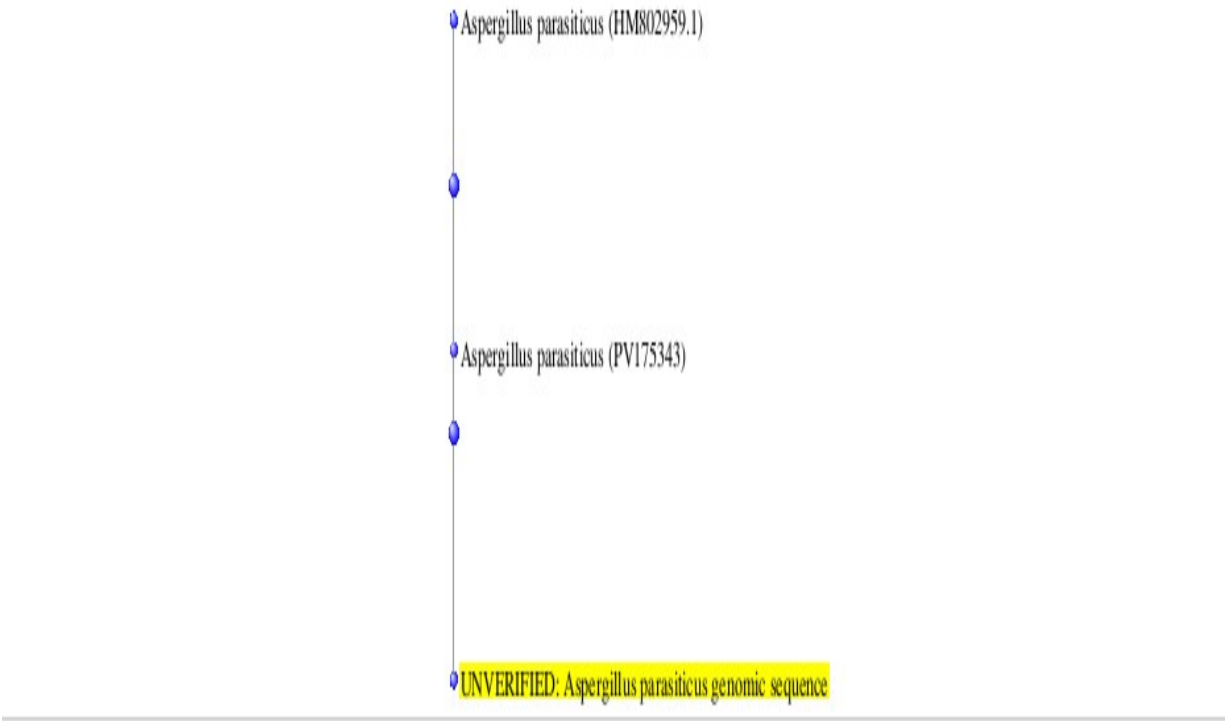 Aspergillus parasiticus (HM802959.1)
Aspergillus parasiticus (PV175343)
UNVERIFIED: Aspergillus parasiticus genomic sequence